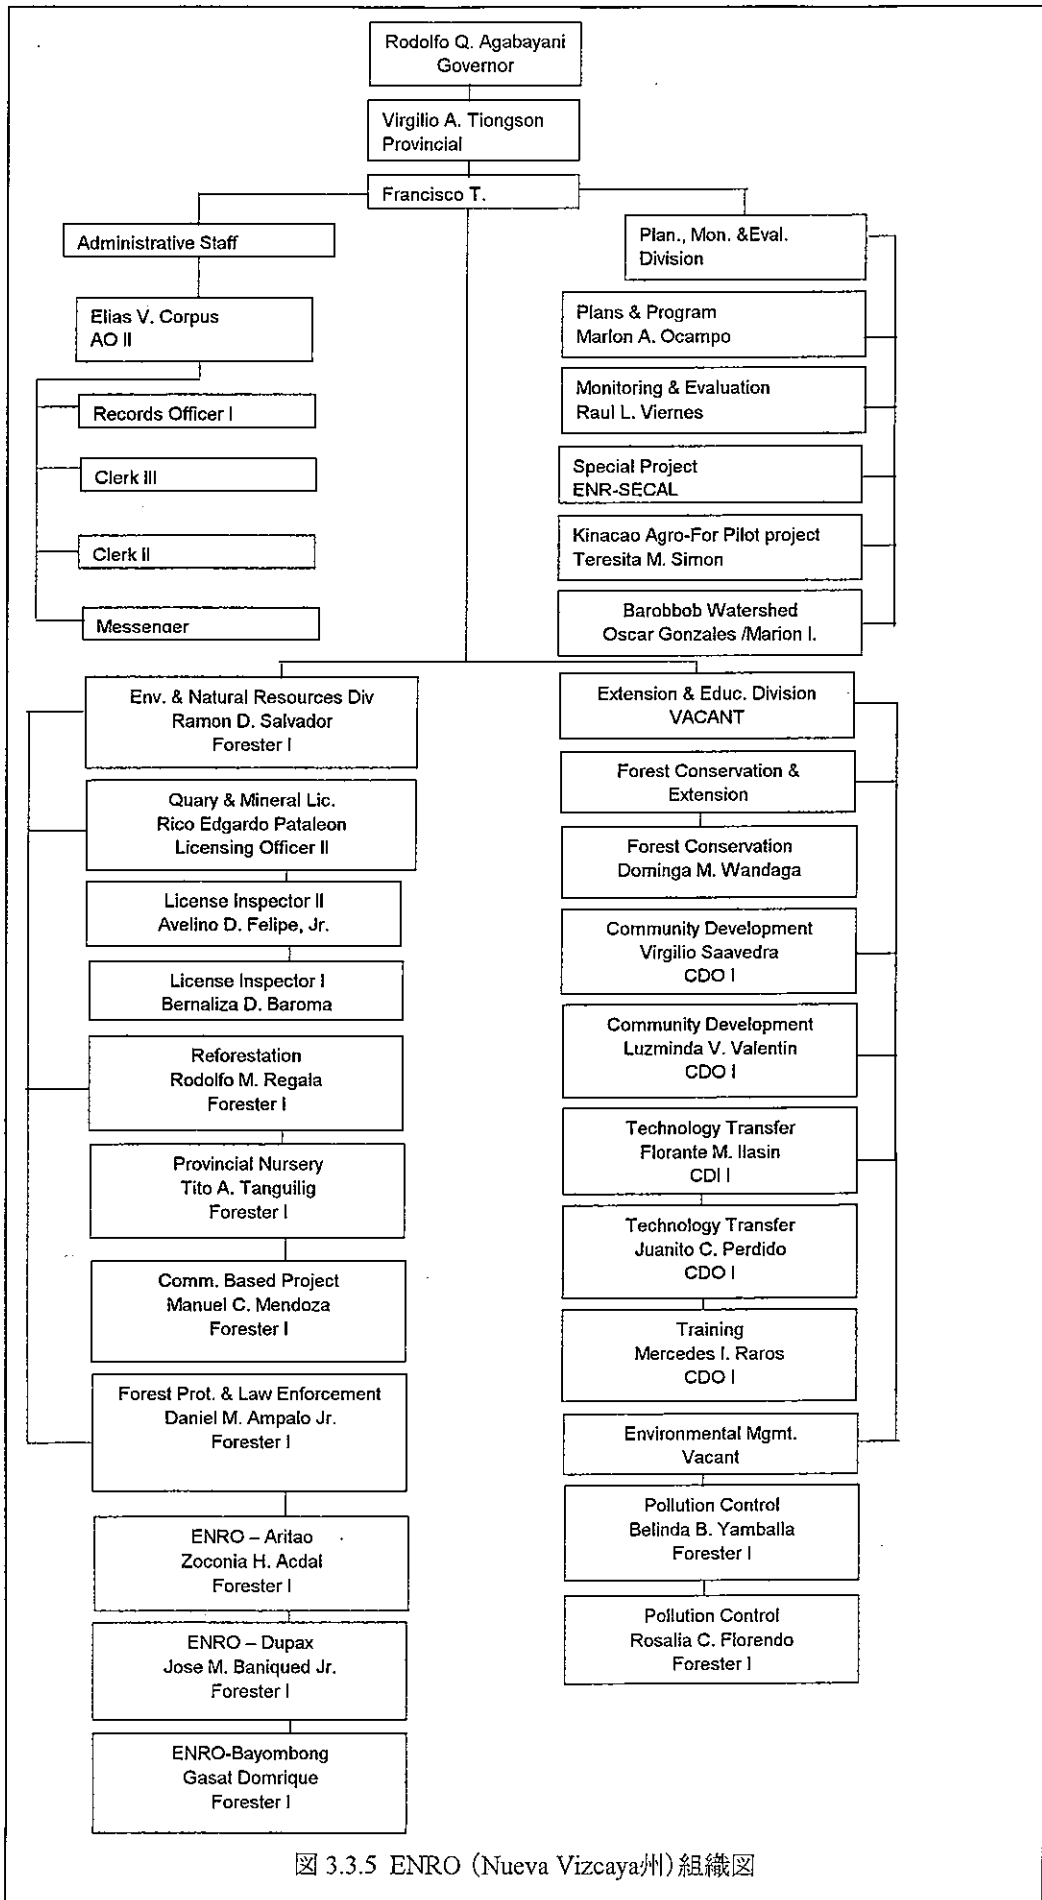 Rodolfo Q. Agabayani
Governor
Virgilio A. Tiongson
Provincial
Francisco T.
Administrative Staff
Elias V. Corpus
AO II
Records Officer I
Clerk III
Clerk II
Messenger
Plan., Mon. &Eval.
Division
Plans & Program
Marlon A. Ocampo
Monitoring & Evaluation
Raul L. Viernes
Special Project
ENR-SECAL
Kinacao Agro-For Pilot project
Teresita M. Simon
Barobbob Watershed
Oscar Gonzales /Marion I.
Env. & Natural Resources Div
Ramon D. Salvador
Forester I
Quary & Mineral Lic.
Rico Edgardo Pataleon
Licensing Officer II
License Inspector II
Avelino D. Felipe, Jr.
License Inspector I
Bernaliza D. Baroma
Reforestation
Rodolfo M. Regala
Forester I
Provincial Nursery
Tito A. Tanguilig
Forester I
Comm. Based Project
Manuel C. Mendoza
Forester I
Forest Prot. & Law Enforcement
Daniel M. Ampalo Jr.
Forester I
ENRO – Aritao
Zoconia H. Acdal
Forester I
ENRO – Dupax
Jose M. Baniqued Jr.
Forester I
ENRO-Bayombong
Gasat Domrique
Forester I
Extension & Educ. Division
VACANT
Forest Conservation &
Extension
Forest Conservation
Dominga M. Wandaga
Community Development
Virgilio Saavedra
CDO I
Community Development
Luzminda V. Valentin
CDO I
Technology Transfer
Florante M. Ilasin
CDI I
Technology Transfer
Juanito C. Perdido
CDO I
Training
Mercedes I. Raros
CDO I
Environmental Mgmt.
Vacant
Pollution Control
Belinda B. Yamballa
Forester I
Pollution Control
Rosalia C. Florendo
Forester I
図 3.3.5 ENRO (Nueva Vizcaya州)組織図